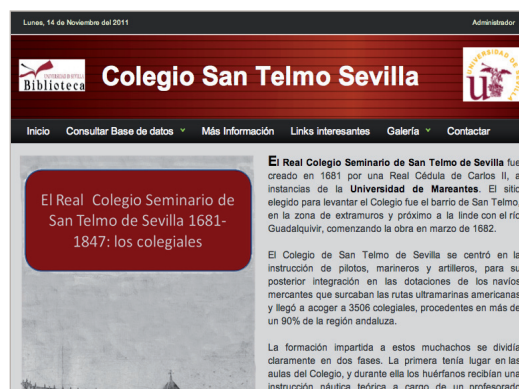 Lunes, 14 de Noviembre del 2011
Administrador
UNIVERSIDAD DE SEVILLA
Biblioteca
Colegio San Telmo Sevilla
UNIVERSIDAD DE SEVILLA
Inicio Consultar Base de datos Más Información Links interesantes Galería Contactar
El Real Colegio Seminario de
San Telmo de Sevilla 1681-
1847: los colegiales
El Real Colegio Seminario de San Telmo de Sevilla fue
creado en 1681 por una Real Cédula de Carlos II, a
instancias de la Universidad de Mareantes. El sitio
elegido para levantar el Colegio fue el barrio de San Telmo,
en la zona de extramuros y próximo a la linde con el río
Guadalquivir, comenzando la obra en marzo de 1682.
El Colegio de San Telmo de Sevilla se centró en la
instrucción de pilotos, marineros y artilleros, para su
posterior integración en las dotaciones de los navíos
mercantes que surcaban las rutas ultramarinas americanas
y llegó a acoger a 3506 colegiales, procedentes en más de
un 90% de la región andaluza.
La formación impartida a estos muchachos se dividía
claramente en dos fases. La primera tenía lugar en las
aulas del Colegio, y durante ella los huérfanos recibían una
instrucción náutica teórica a cargo de un profesorado